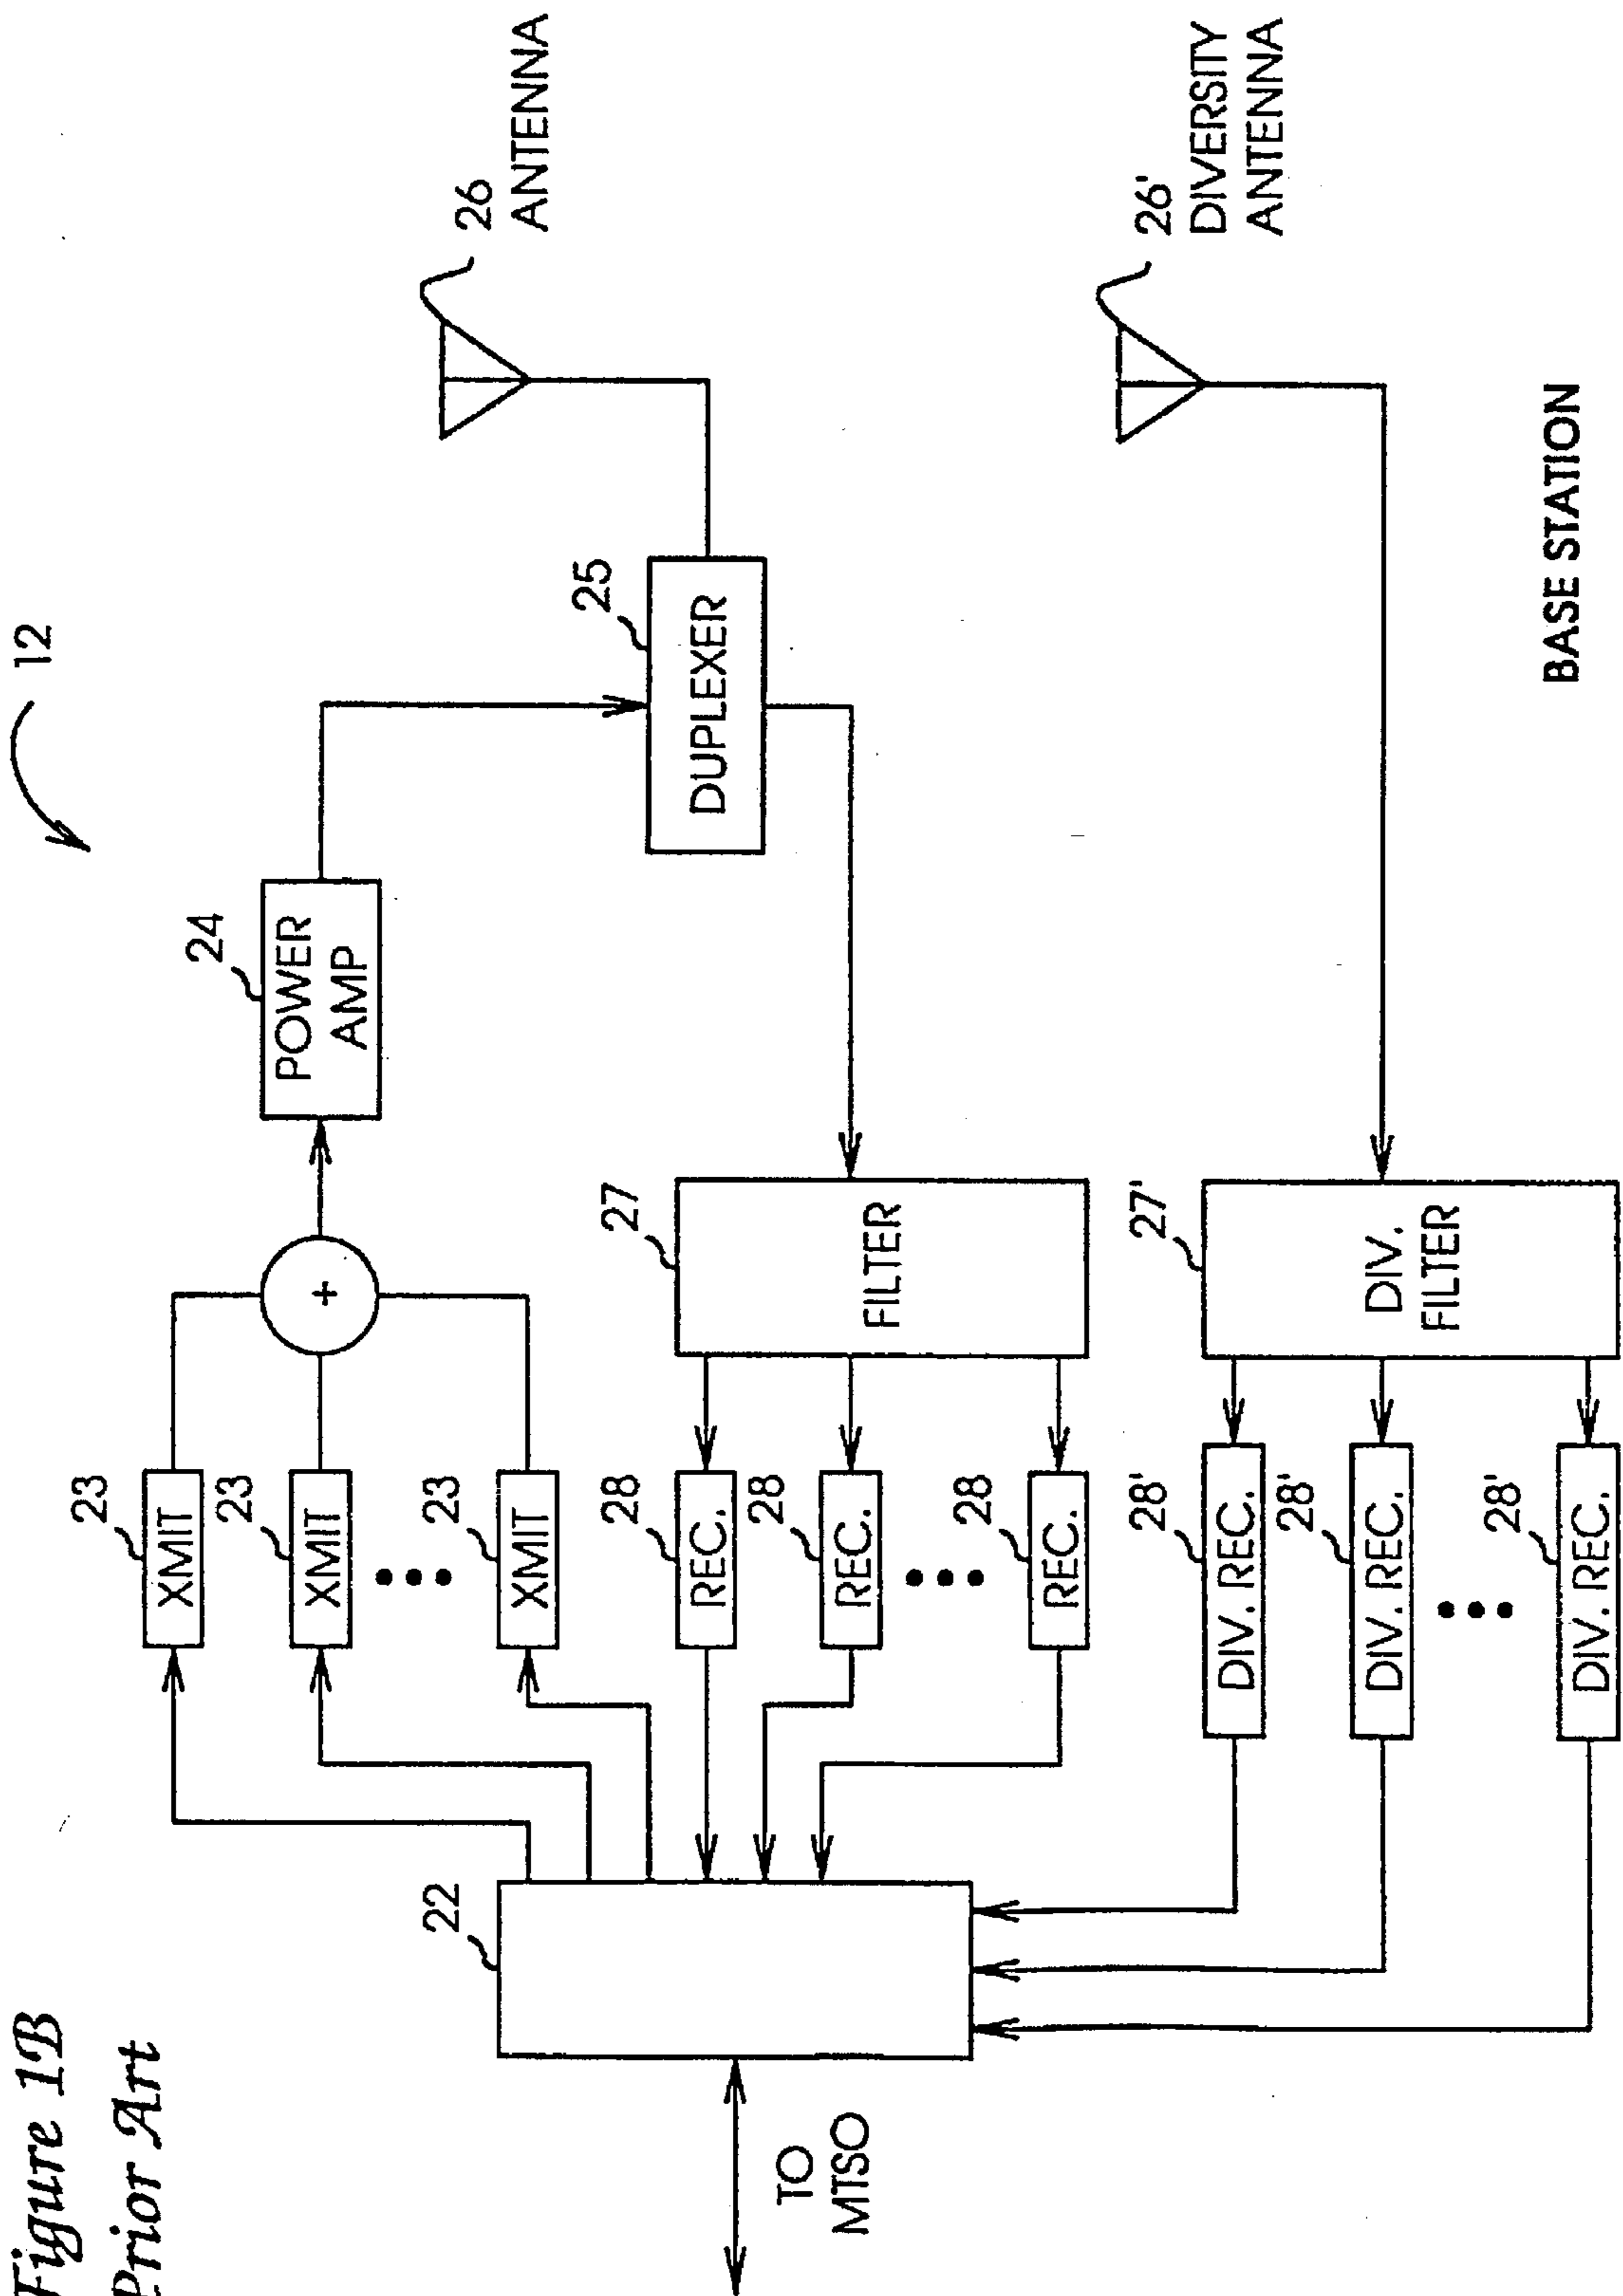 Figure 1B
Prior Art
12
23
XMIT
23
XMIT
23
XMIT
+
24
POWER
AMP
25
DUPLEXER
26
ANTENNA
22
TO
MTSO
28
REC.
28
REC.
28
REC.
27
FILTER
28'
DIV. REC.
28'
DIV. REC.
28'
DIV. REC.
27'
DIV.
FILTER
26'
DIVERSITY
ANTENNA
BASE STATION